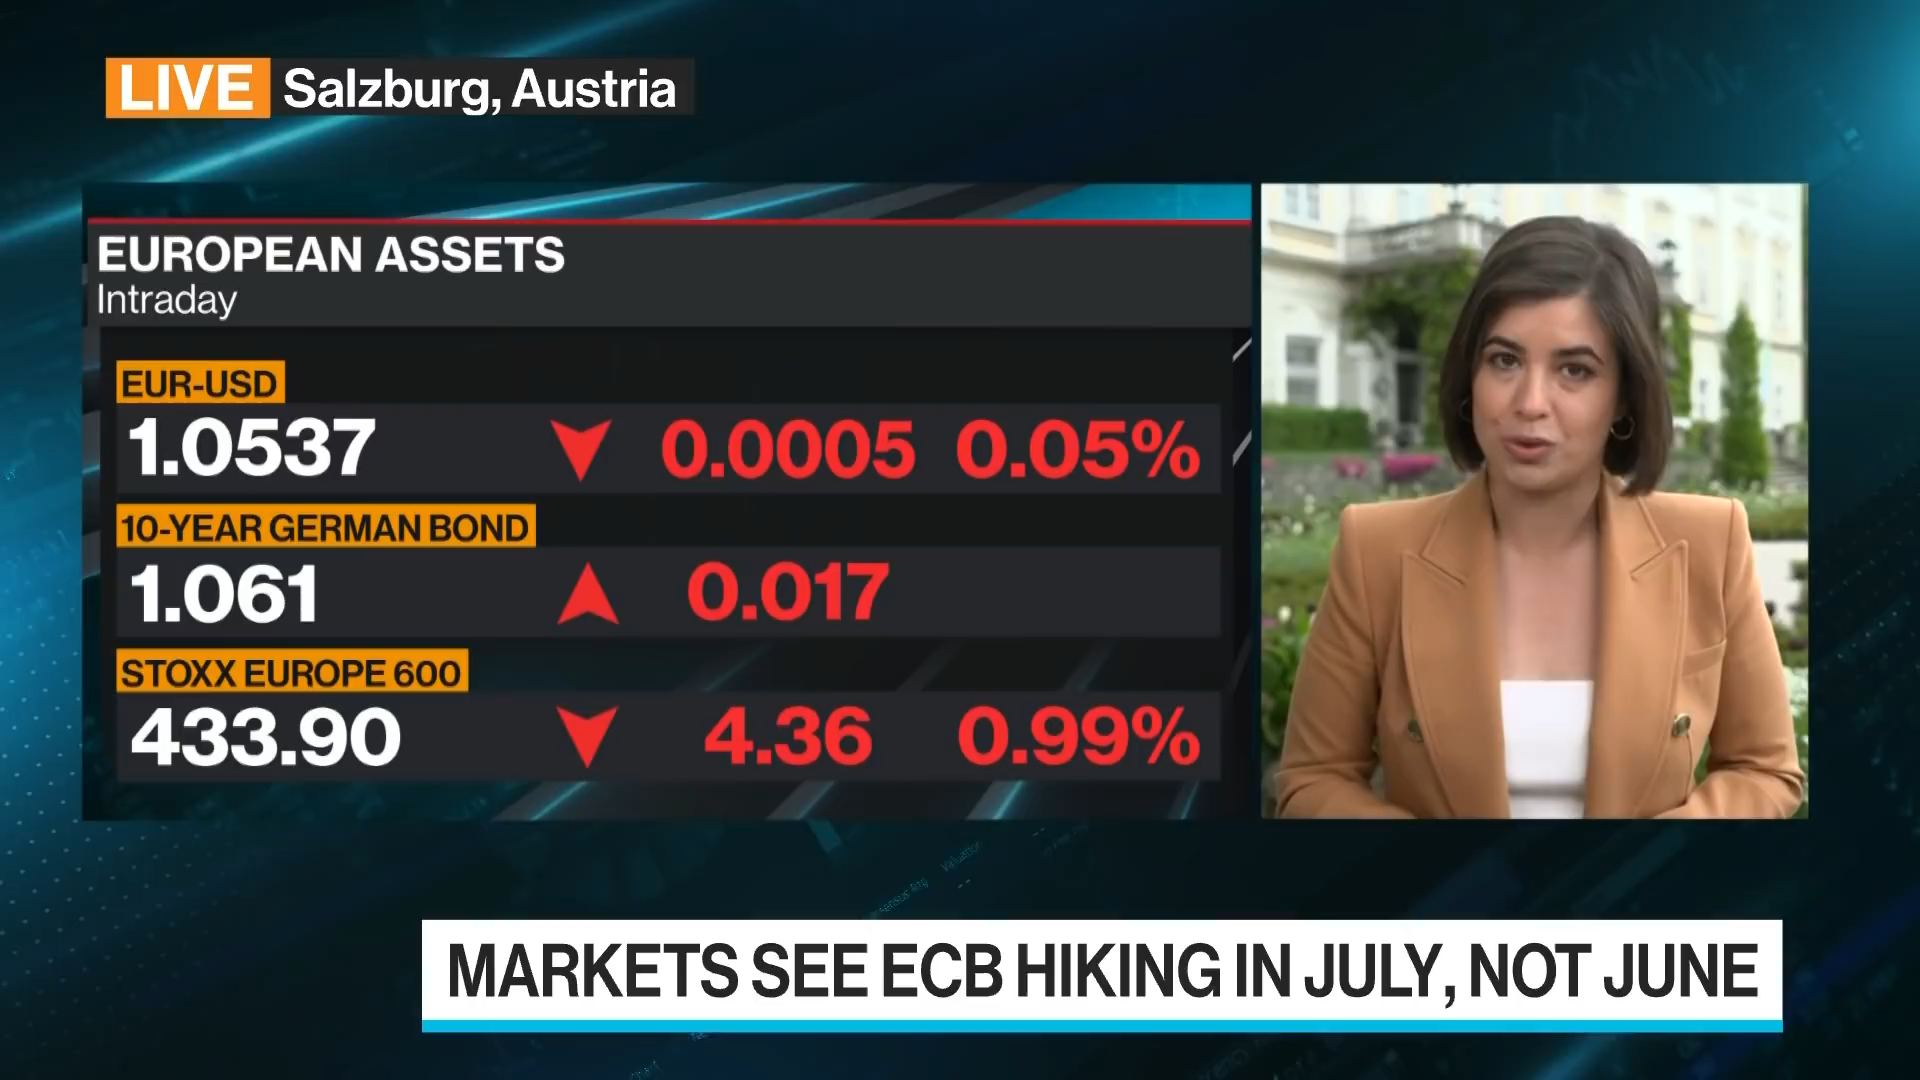 LIVE Salzburg, Austria
EUROPEAN ASSETS
Intraday
EUR-USD
1.0537 ▼ 0.0005 0.05%
10-YEAR GERMAN BOND
1.061 ▲ 0.017
STOXX EUROPE 600
433.90 ▼ 4.36 0.99%
Valuation
MARKETS SEE ECB HIKING IN JULY, NOT JUNE